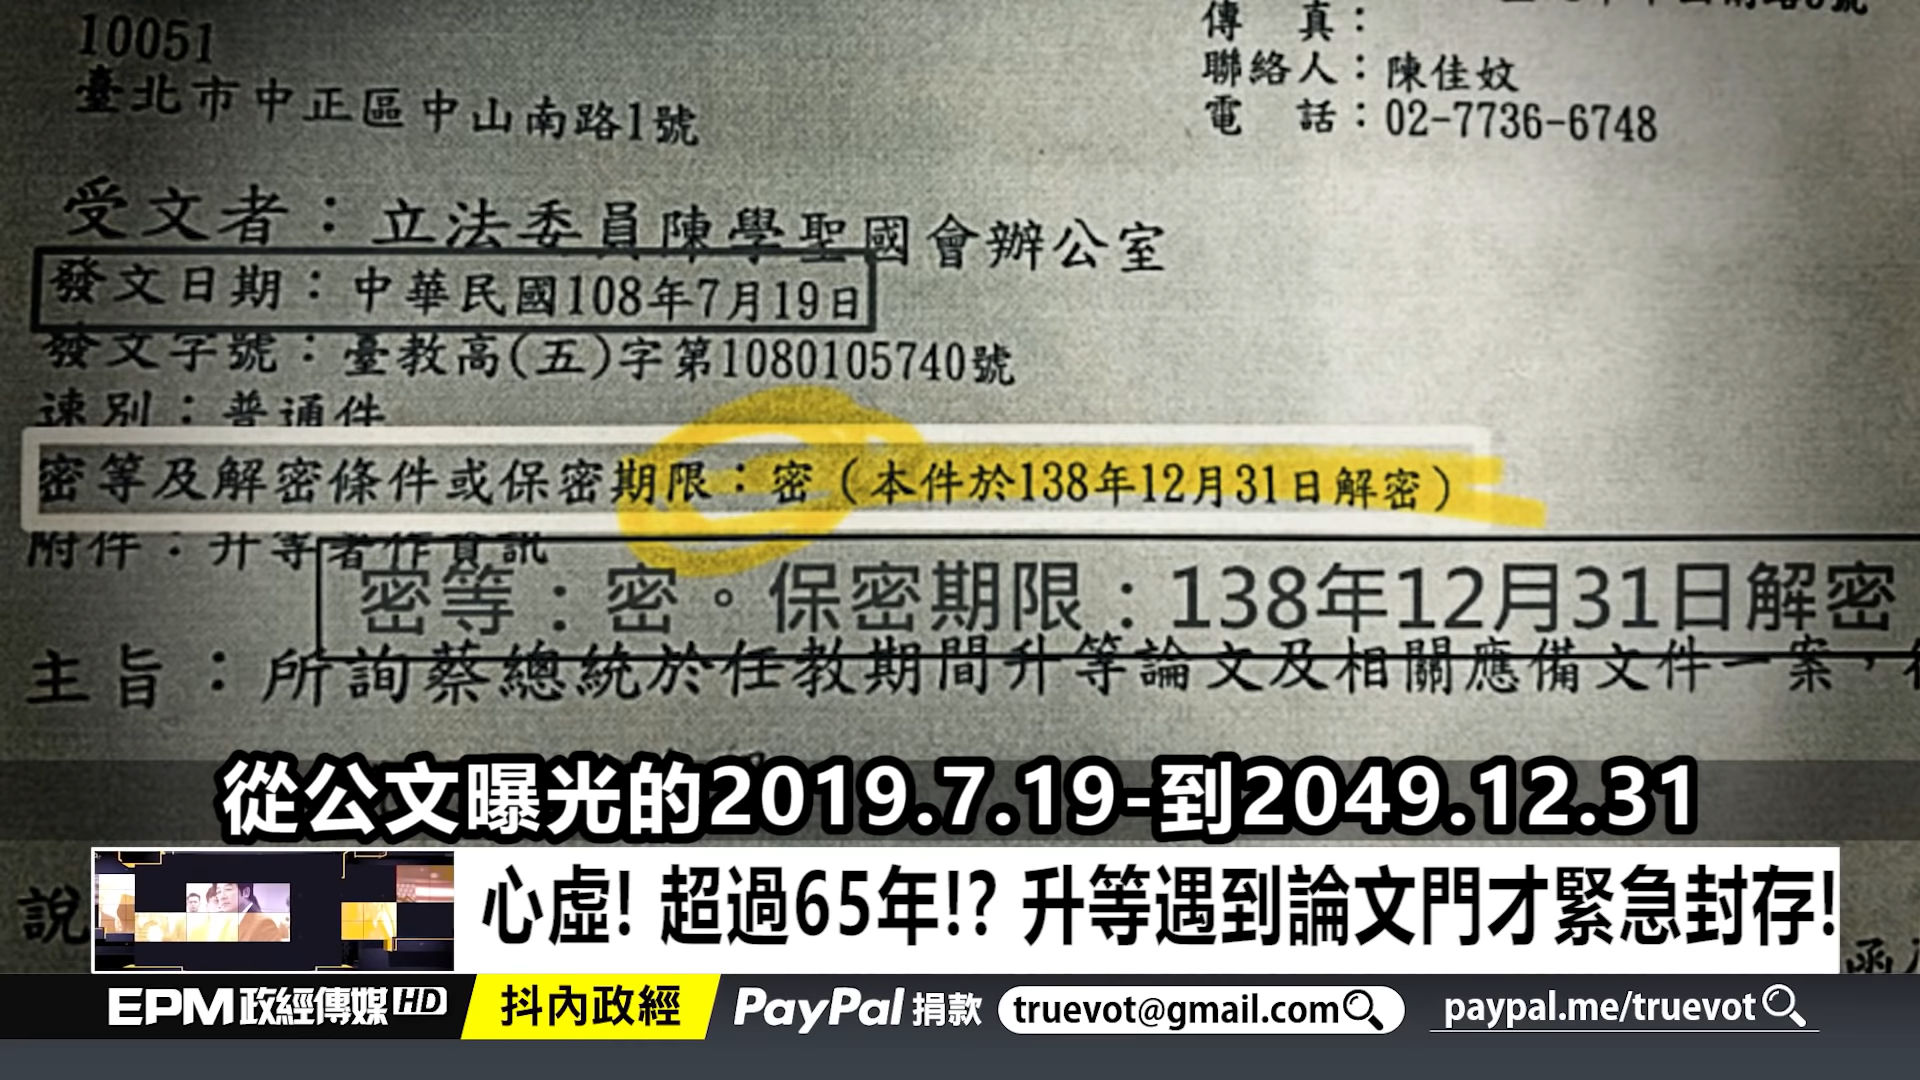 10051
臺北市中正區中山南路1號
傳 真：
聯絡人：陳佳妏
電 話：02-7736-6748
受文者：立法委員陳學聖國會辦公室
發文日期：中華民國108年7月19日
發文字號：臺教高(五)字第1080105740號
速別：普通件
密等及解密條件或保密期限：密（本件於138年12月31日解密）
附件：升等著作資訊
密等：密。保密期限：138年12月31日解密
主旨：所詢蔡總統於任教期間升等論文及相關應備文件一案，
說
函
從公文曝光的2019.7.19-到2049.12.31
心虛! 超過65年!? 升等遇到論文門才緊急封存!
EPM政經傳媒HD 抖內政經 PayPal 捐款 truevot@gmail.com paypal.me/truevot